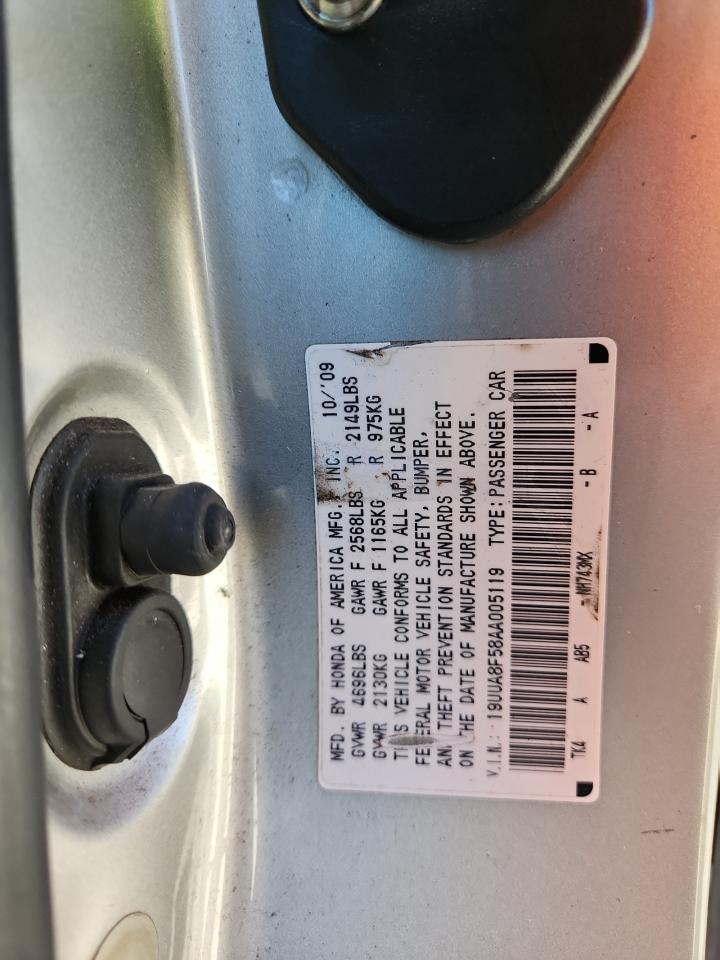 MFD. BY HONDA OF AMERICA MFG. INC. 10/'09
GVWR 4696LBS GAWR F 2568LBS R 2149LBS
GVWR 2130KG GAWR F 1165KG R 975KG
THIS VEHICLE CONFORMS TO ALL APPLICABLE
FEDERAL MOTOR VEHICLE SAFETY, BUMPER,
AND THEFT PREVENTION STANDARDS IN EFFECT
ON THE DATE OF MANUFACTURE SHOWN ABOVE.
V.I.N.: 19UUA8F58AA005119 TYPE: PASSENGER CAR
TK4 A AB5 NH743MX - B - A